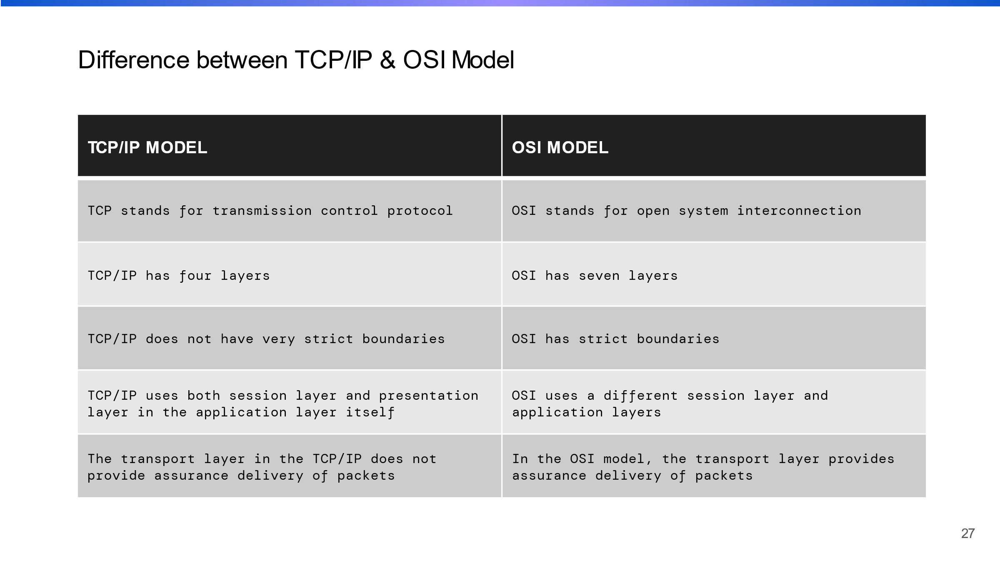 Difference between TCP/IP & OSI Model
TCP/IP MODEL
OSI MODEL
TCP stands for transmission control protocol
OSI stands for open system interconnection
TCP/IP has four layers
OSI has seven layers
TCP/IP does not have very strict boundaries
OSI has strict boundaries
TCP/IP uses both session layer and presentation
layer in the application layer itself
OSI uses a different session layer and
application layers
The transport layer in the TCP/IP does not
provide assurance delivery of packets
In the OSI model, the transport layer provides
assurance delivery of packets
27